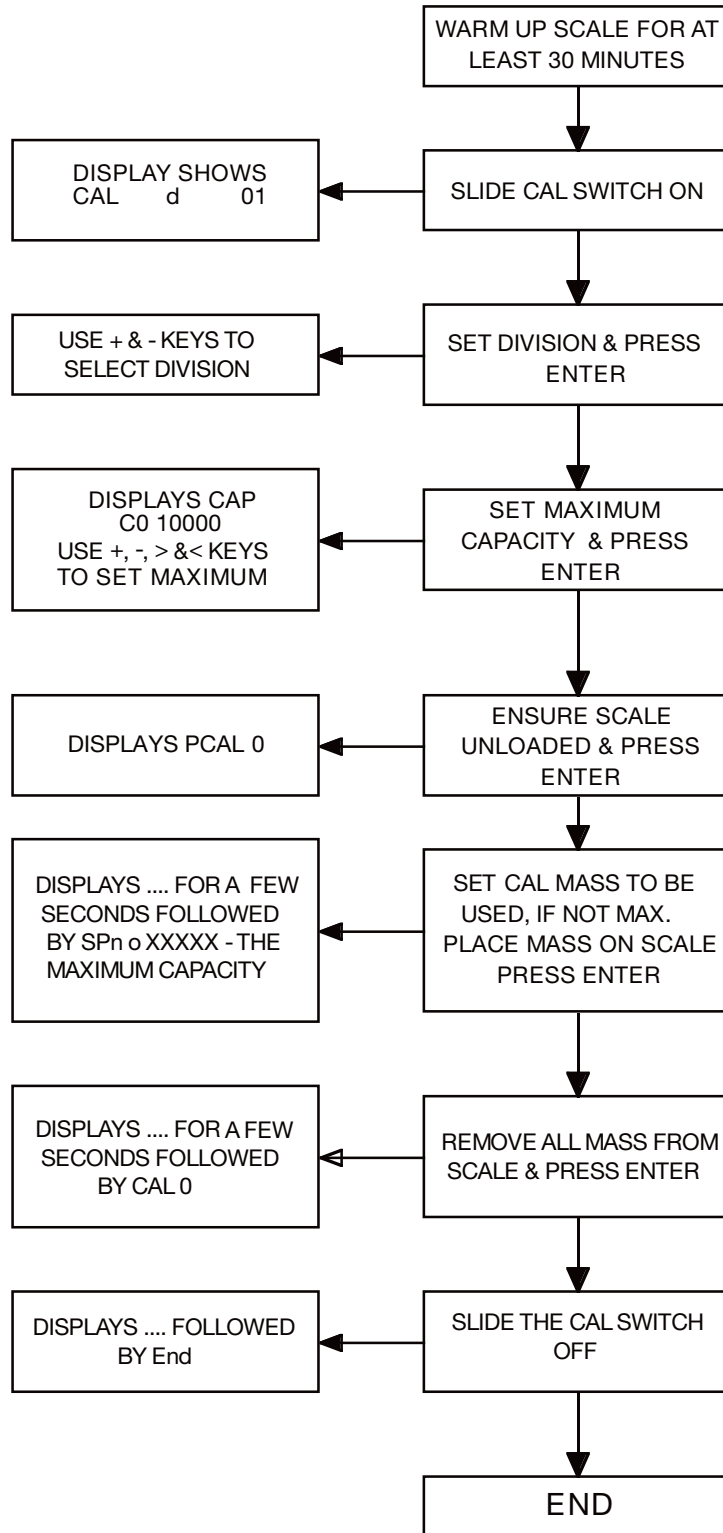 WARM UP SCALE FOR AT
LEAST 30 MINUTES
DISPLAY SHOWS
CAL d 01
SLIDE CAL SWITCH ON
USE + & - KEYS TO
SELECT DIVISION
SET DIVISION & PRESS
ENTER
DISPLAYS CAP
C0 10000
USE +, -, > &< KEYS
TO SET MAXIMUM
SET MAXIMUM
CAPACITY & PRESS
ENTER
DISPLAYS PCAL 0
ENSURE SCALE
UNLOADED & PRESS
ENTER
DISPLAYS .... FOR A FEW
SECONDS FOLLOWED
BY SPn o XXXXX - THE
MAXIMUM CAPACITY
SET CAL MASS TO BE
USED, IF NOT MAX.
PLACE MASS ON SCALE
PRESS ENTER
DISPLAYS .... FOR A FEW
SECONDS FOLLOWED
BY CAL 0
REMOVE ALL MASS FROM
SCALE & PRESS ENTER
DISPLAYS .... FOLLOWED
BY End
SLIDE THE CAL SWITCH
OFF
END